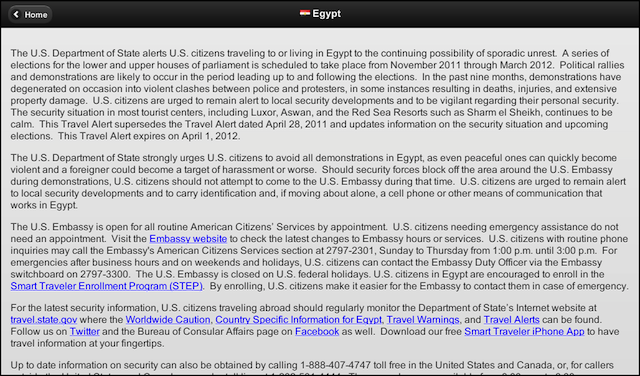 Home
Egypt
The U.S. Department of State alerts U.S. citizens traveling to or living in Egypt to the continuing possibility of sporadic unrest.  A series of
elections for the lower and upper houses of parliament is scheduled to take place from November 2011 through March 2012.  Political rallies
and demonstrations are likely to occur in the period leading up to and following the elections.  In the past nine months, demonstrations have
degenerated on occasion into violent clashes between police and protesters, in some instances resulting in deaths, injuries, and extensive
property damage.  U.S. citizens are urged to remain alert to local security developments and to be vigilant regarding their personal security.
The security situation in most tourist centers, including Luxor, Aswan, and the Red Sea Resorts such as Sharm el Sheikh, continues to be
calm.  This Travel Alert supersedes the Travel Alert dated April 28, 2011 and updates information on the security situation and upcoming
elections.  This Travel Alert expires on April 1, 2012.
The U.S. Department of State strongly urges U.S. citizens to avoid all demonstrations in Egypt, as even peaceful ones can quickly become
violent and a foreigner could become a target of harassment or worse.  Should security forces block off the area around the U.S. Embassy
during demonstrations, U.S. citizens should not attempt to come to the U.S. Embassy during that time.  U.S. citizens are urged to remain alert
to local security developments and to carry identification and, if moving about alone, a cell phone or other means of communication that
works in Egypt.
The U.S. Embassy is open for all routine American Citizens' Services by appointment.  U.S. citizens needing emergency assistance do not
need an appointment.  Visit the Embassy website to check the latest changes to Embassy hours or services.  U.S. citizens with routine phone
inquiries may call the Embassy's American Citizens Services section at 2797-2301, Sunday to Thursday from 1:00 p.m. until 3:00 p.m.  For
emergencies after business hours and on weekends and holidays, U.S. citizens can contact the Embassy Duty Officer via the Embassy
switchboard on 2797-3300.  The U.S. Embassy is closed on U.S. federal holidays. U.S. citizens in Egypt are encouraged to enroll in the
Smart Traveler Enrollment Program (STEP).  By enrolling, U.S. citizens make it easier for the Embassy to contact them in case of emergency.
For the latest security information, U.S. citizens traveling abroad should regularly monitor the Department of State's Internet website at
travel.state.gov where the Worldwide Caution, Country Specific Information for Egypt, Travel Warnings, and Travel Alerts can be found.
Follow us on Twitter and the Bureau of Consular Affairs page on Facebook as well.  Download our free Smart Traveler iPhone App to have
travel information at your fingertips.
Up to date information on security can also be obtained by calling 1-888-407-4747 toll free in the United States and Canada, or, for callers